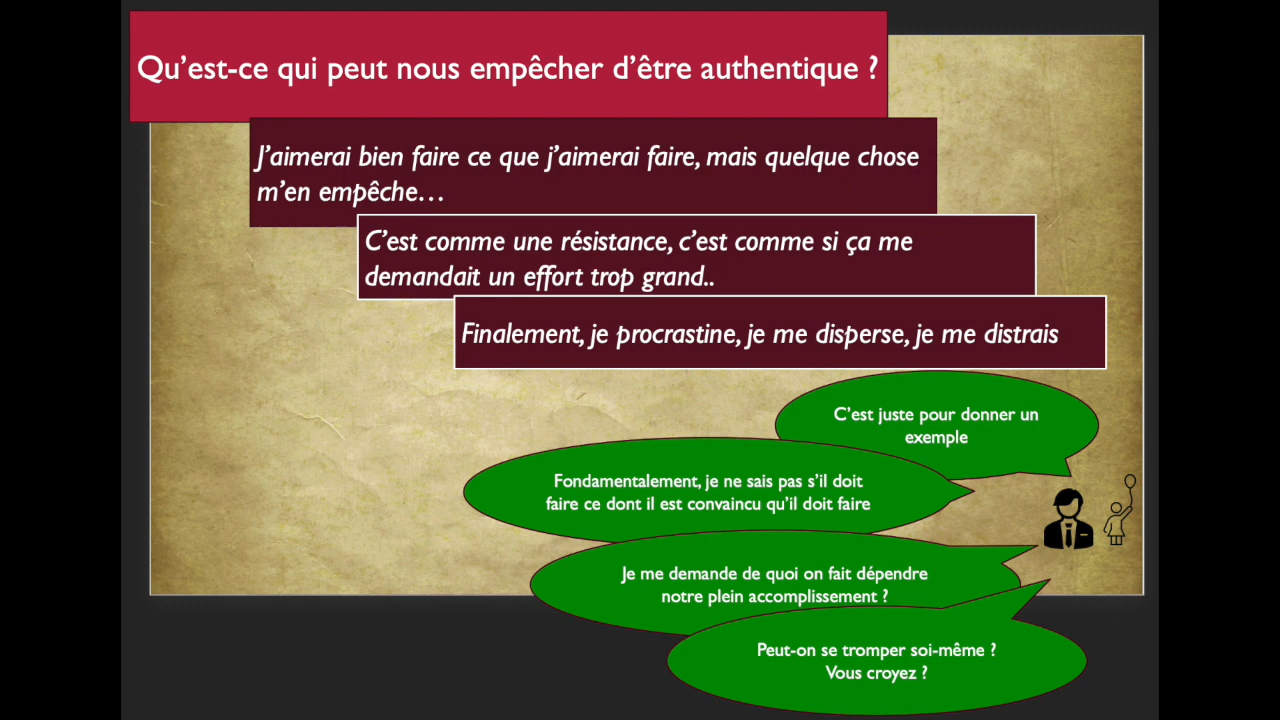 Qu’est-ce qui peut nous empêcher d’être authentique ?
J’aimerai bien faire ce que j’aimerai faire, mais quelque chose
m’en empêche…
C’est comme une résistance, c’est comme si ça me
demandait un effort trop grand..
Finalement, je procrastine, je me disperse, je me distrais
C’est juste pour donner un
exemple
Fondamentalement, je ne sais pas s’il doit
faire ce dont il est convaincu qu’il doit faire
Je me demande de quoi on fait dépendre
notre plein accomplissement ?
Peut-on se tromper soi-même ?
Vous croyez ?